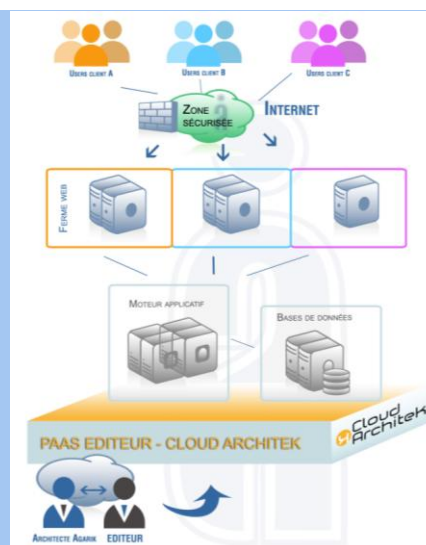 USERS CLIENT A
USERS CLIENT B
USERS CLIENT C
ZONE
SÉCURISÉE
INTERNET
FERME WEB
MOTEUR APPLICATIF
BASES DE DONNÉES
PAAS EDITEUR - CLOUD ARCHITEK
Cloud
Architek
ARCHITECTE AGARIK
EDITEUR